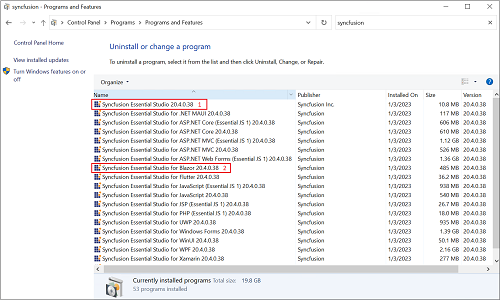 syncfusion
Control Panel > Programs > Programs and Features
syncfusion
Control Panel Home
View installed updates
Turn Windows features on or off
Uninstall or change a program
To uninstall a program, select it from the list and then click Uninstall, Change, or Repair.
Organize
Name Publisher Installed On Size Version
Syncfusion Essential Studio 20.4.0.38 1 Syncfusion Inc. 1/3/2023 10.8 MB 20.4.0.38
Syncfusion Essential Studio for .NET MAUI 20.4.0.38 Syncfusion 1/3/2023 117 MB 20.4.0.38
Syncfusion Essential Studio for ASP.NET Core (Essential JS 1) 20.4.0.38 Syncfusion 1/3/2023 606 MB 20.4.0.38
Syncfusion Essential Studio for ASP.NET Core 20.4.0.38 Syncfusion 1/3/2023 610 MB 20.4.0.38
Syncfusion Essential Studio for ASP.NET MVC (Essential JS 1) 20.4.0.38 Syncfusion 1/3/2023 1.12 GB 20.4.0.38
Syncfusion Essential Studio for ASP.NET MVC 20.4.0.38 Syncfusion 1/3/2023 526 MB 20.4.0.38
Syncfusion Essential Studio for ASP.NET Web Forms (Essential JS 1) 20.4.0.38 Syncfusion 1/3/2023 1.36 GB 20.4.0.38
Syncfusion Essential Studio for Blazor 20.4.0.38 2 Syncfusion 1/3/2023 485 MB 20.4.0.38
Syncfusion Essential Studio for Flutter 20.4.0.38 Syncfusion 1/3/2023 36.2 MB 20.4.0.38
Syncfusion Essential Studio for JavaScript (Essential JS 1) 20.4.0.38 Syncfusion 1/3/2023 938 MB 20.4.0.38
Syncfusion Essential Studio for JavaScript 20.4.0.38 Syncfusion 1/3/2023 540 MB 20.4.0.38
Syncfusion Essential Studio for JSP (Essential JS 1) 20.4.0.38 Syncfusion 1/3/2023 26.7 MB 20.4.0.38
Syncfusion Essential Studio for PHP (Essential JS 1) 20.4.0.38 Syncfusion 1/3/2023 18.0 MB 20.4.0.38
Syncfusion Essential Studio for UWP 20.4.0.38 Syncfusion 1/3/2023 935 MB 20.4.0.38
Syncfusion Essential Studio for Windows Forms 20.4.0.38 Syncfusion 1/3/2023 1.39 GB 20.4.0.38
Syncfusion Essential Studio for WinUI 20.4.0.38 Syncfusion 1/3/2023 50.1 MB 20.4.0.38
Syncfusion Essential Studio for WPF 20.4.0.38 Syncfusion 1/3/2023 2.16 GB 20.4.0.38
Syncfusion Essential Studio for Xamarin 20.4.0.38 Syncfusion 1/3/2023 277 MB 20.4.0.38
Currently installed programs Total size: 19.8 GB
53 programs installed